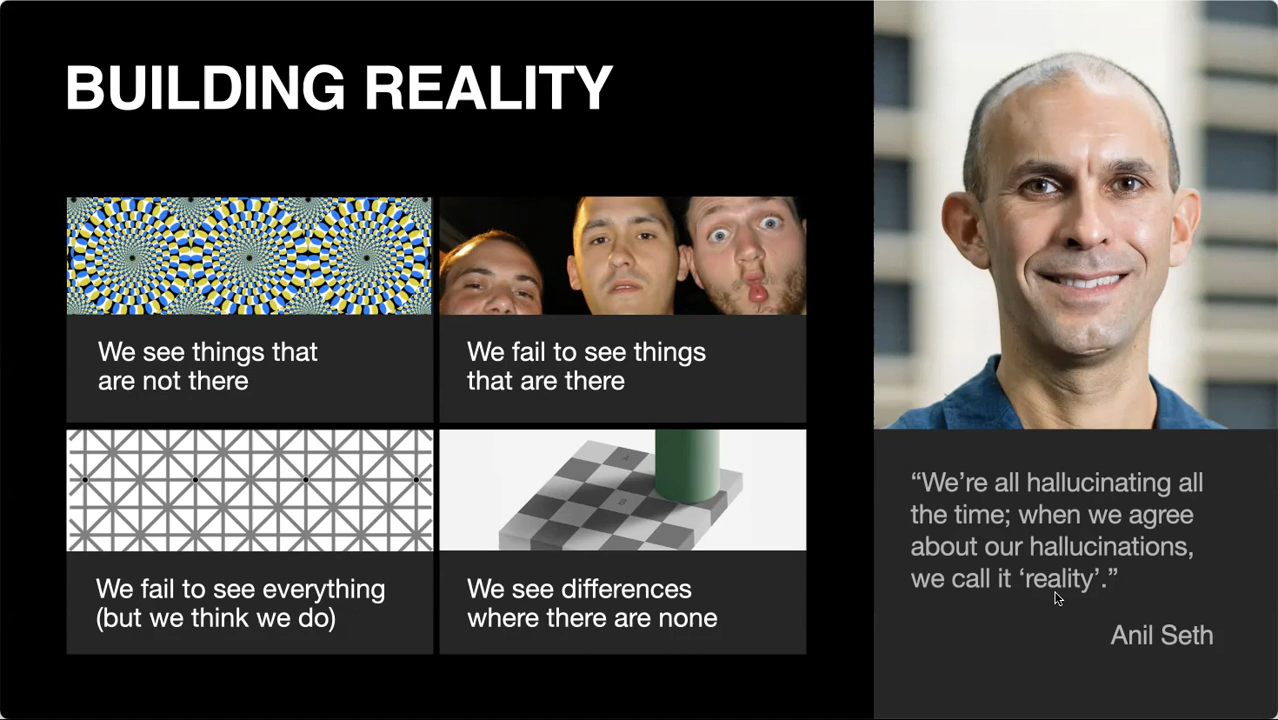 BUILDING REALITY
We see things that
are not there
We fail to see things
that are there
We fail to see everything
(but we think we do)
A
B
We see differences
where there are none
“We’re all hallucinating all
the time; when we agree
about our hallucinations,
we call it ‘reality’.”
Anil Seth